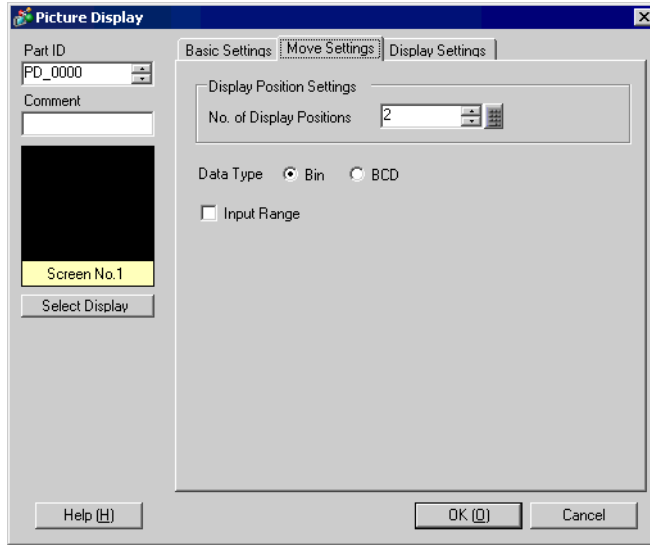 Picture Display
Part ID
PD_0000
Comment
Screen No.1
Select Display
Basic Settings Move Settings Display Settings
Display Position Settings
No. of Display Positions 2
Data Type Bin BCD
Input Range
Help (H) OK (O) Cancel